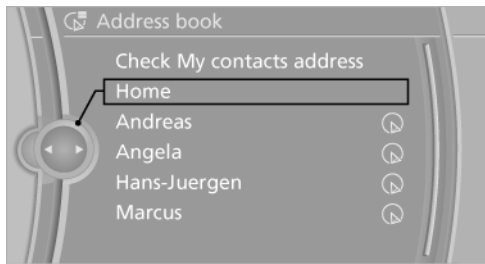 Address book
Check My contacts address
Home
Andreas
Angela
Hans-Juergen
Marcus